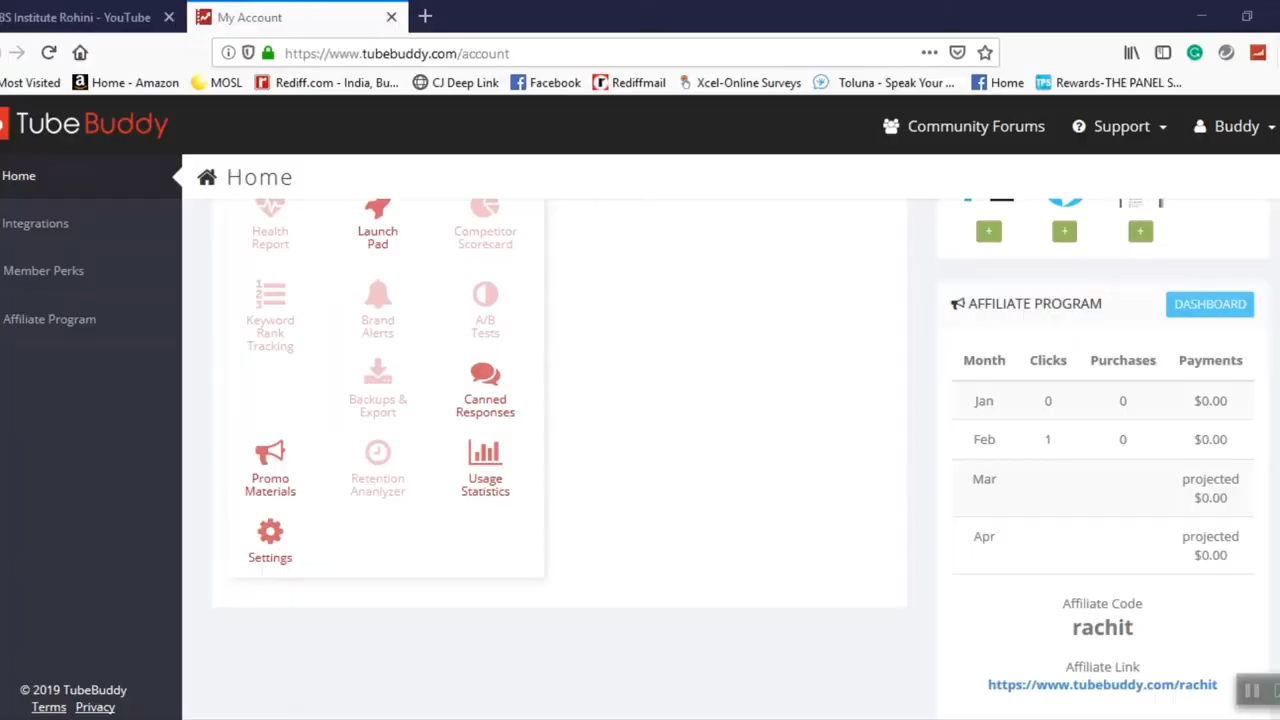 BS Institute Rohini - YouTube
My Account
https://www.tubebuddy.com/account
Most Visited
Home - Amazon
MOSL
Rediff.com - India, Bu...
CJ Deep Link
Facebook
Rediffmail
Xcel-Online Surveys
Toluna - Speak Your ...
Home
Rewards-THE PANEL S...
TubeBuddy
Community Forums
Support
Buddy
Home
Integrations
Member Perks
Affiliate Program
Home
Health
Report
Launch
Pad
Competitor
Scorecard
Keyword
Rank
Tracking
Brand
Alerts
A/B
Tests
Backups &
Export
Canned
Responses
Promo
Materials
Retention
Ananlyzer
Usage
Statistics
Settings
AFFILIATE PROGRAM
DASHBOARD
Month Clicks Purchases Payments
Jan 0 0 $0.00
Feb 1 0 $0.00
Mar projected
$0.00
Apr projected
$0.00
Affiliate Code
rachit
Affiliate Link
https://www.tubebuddy.com/rachit
© 2019 TubeBuddy
Terms Privacy